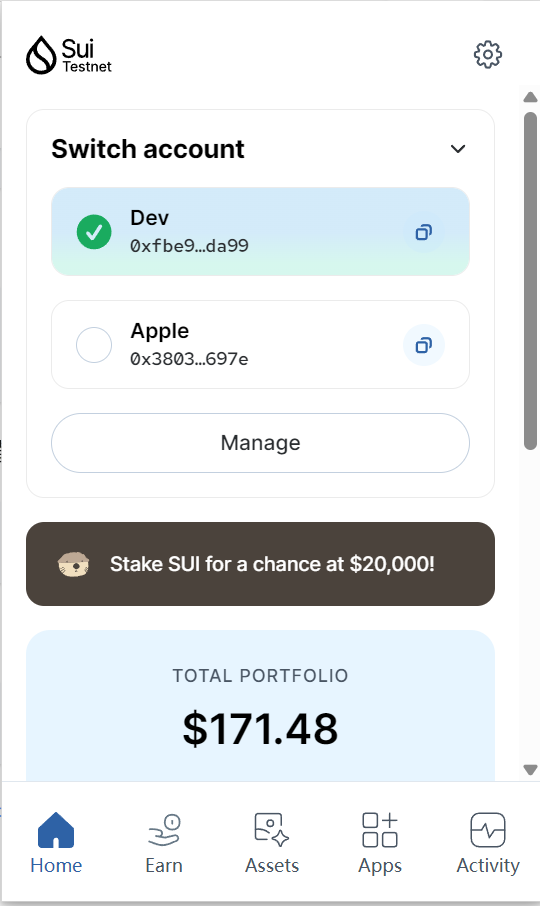 Sui
Testnet
Switch account
Dev
0xfbe9…da99
Apple
0x3803…697e
Manage
Stake SUI for a chance at $20,000!
TOTAL PORTFOLIO
$171.48
Home
Earn
Assets
Apps
Activity